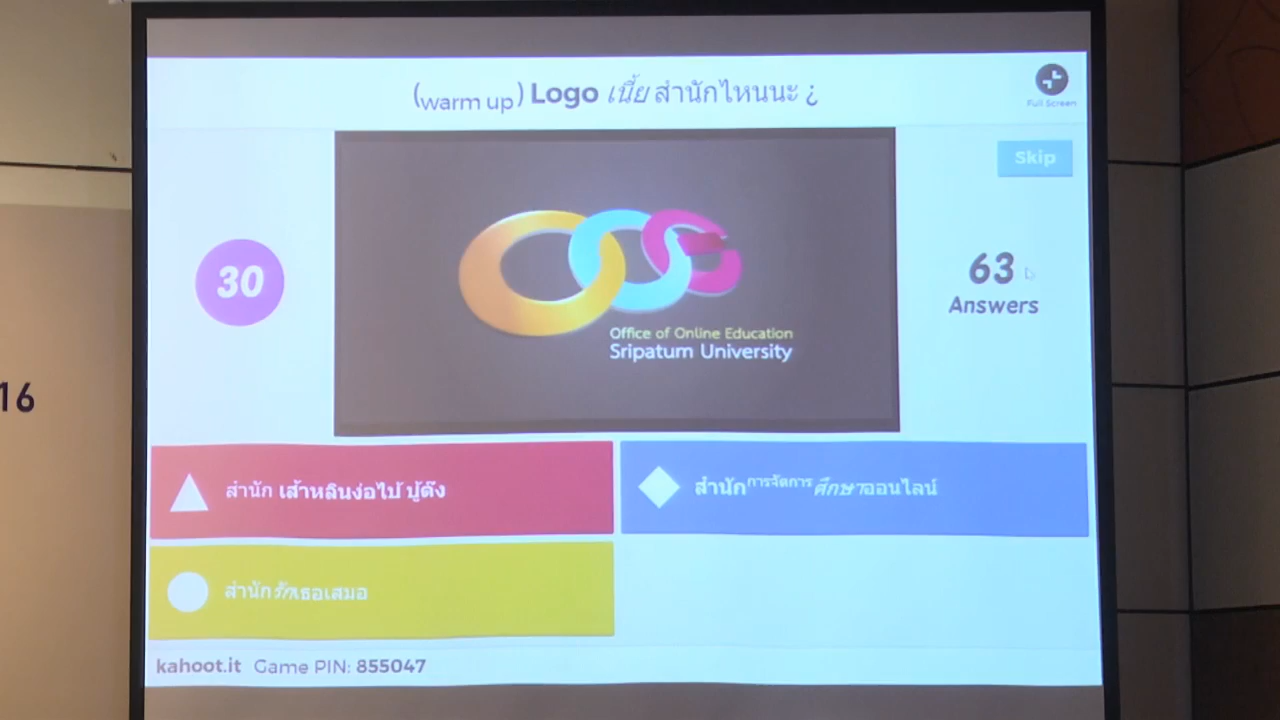 (warm up) Logo เนี้ย สำนักไหนนะ ¿
Full Screen
Skip
30
63
Answers
Office of Online Education
Sripatum University
16
สำนัก เส้าหลินง่อไบ๊ บู๊ตึ๊ง
สำนักการจัดการศึกษาออนไลน์
สำนักรักเธอเสมอ
kahoot.it Game PIN: 855047